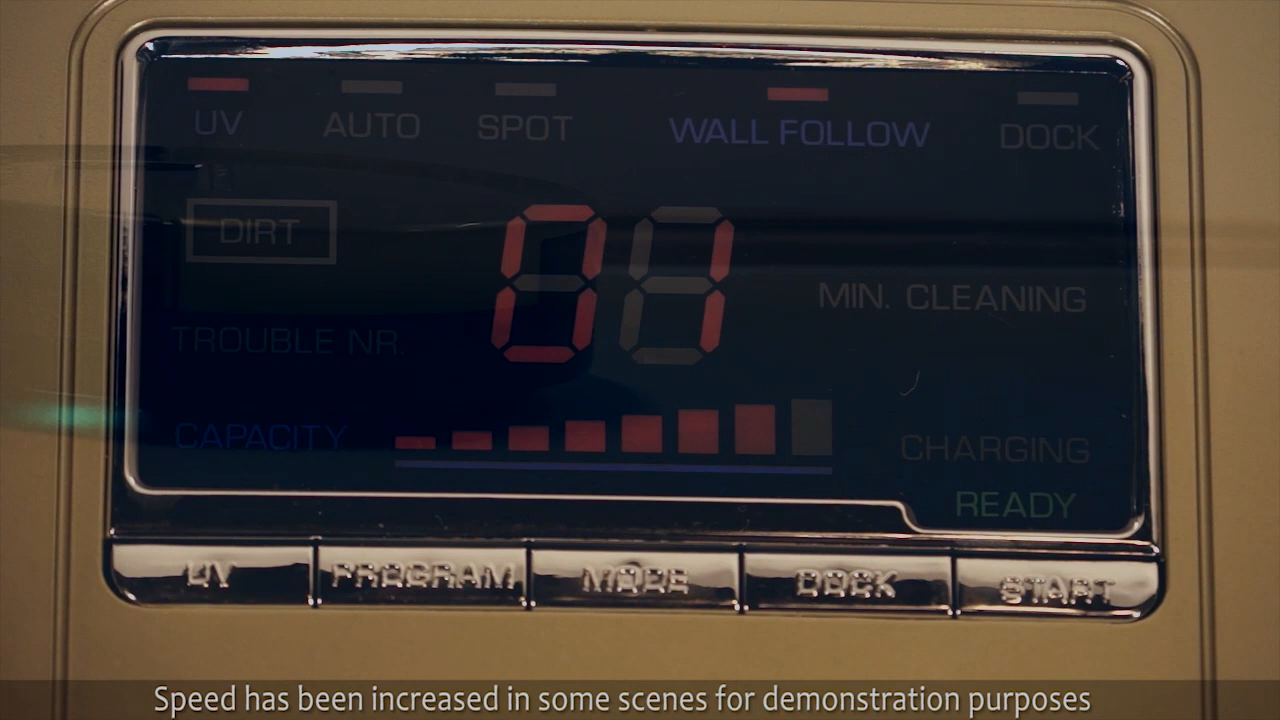 UV AUTO SPOT WALL FOLLOW DOCK
DIRT
01
MIN. CLEANING
TROUBLE NR.
CAPACITY
CHARGING
READY
UV PROGRAM MODE DOCK START
Speed has been increased in some scenes for demonstration purposes